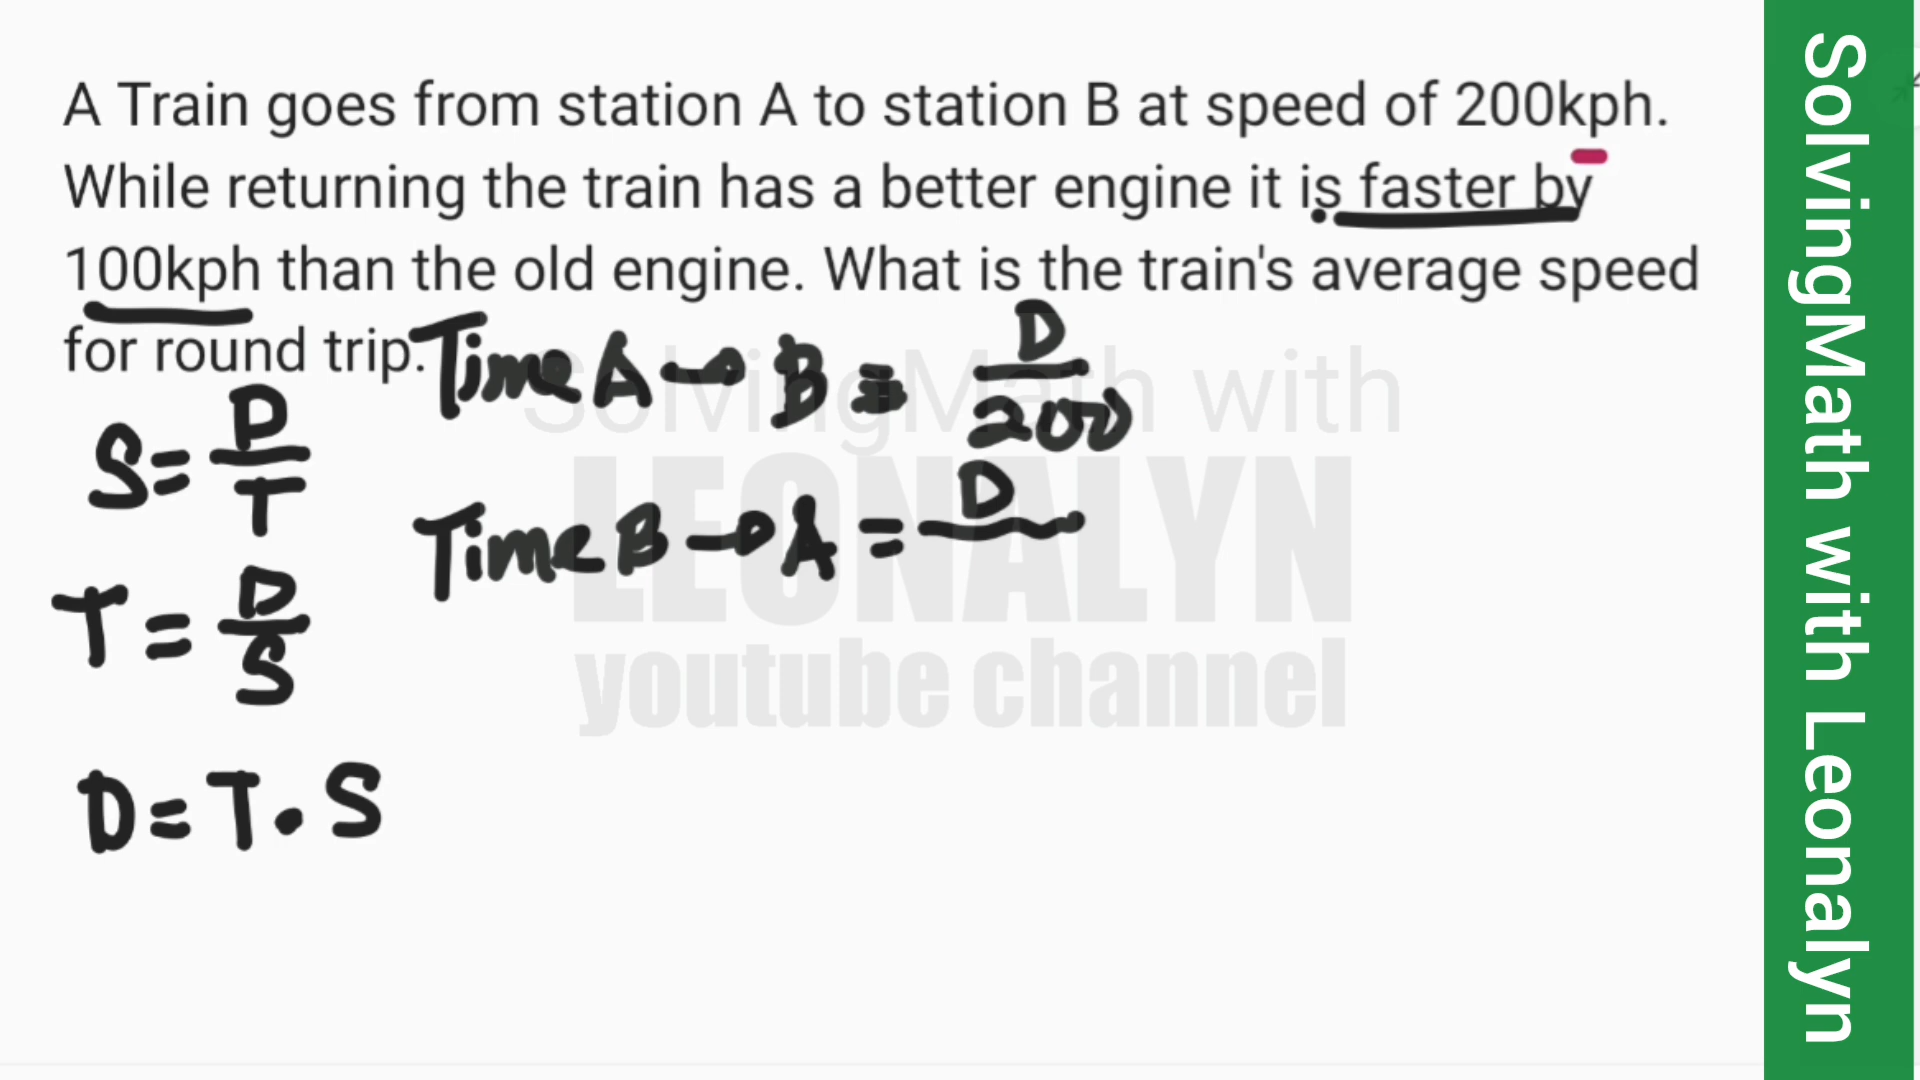 A Train goes from station A to station B at speed of 200kph.
While returning the train has a better engine it is faster by
100kph than the old engine. What is the train's average speed
for round trip.
Time A → B = D/200
S = D/T
Time B → A = D/
T = D/S
D = T . S
SolvingMath with
LEONALYN
youtube channel
SolvingMath with Leonalyn